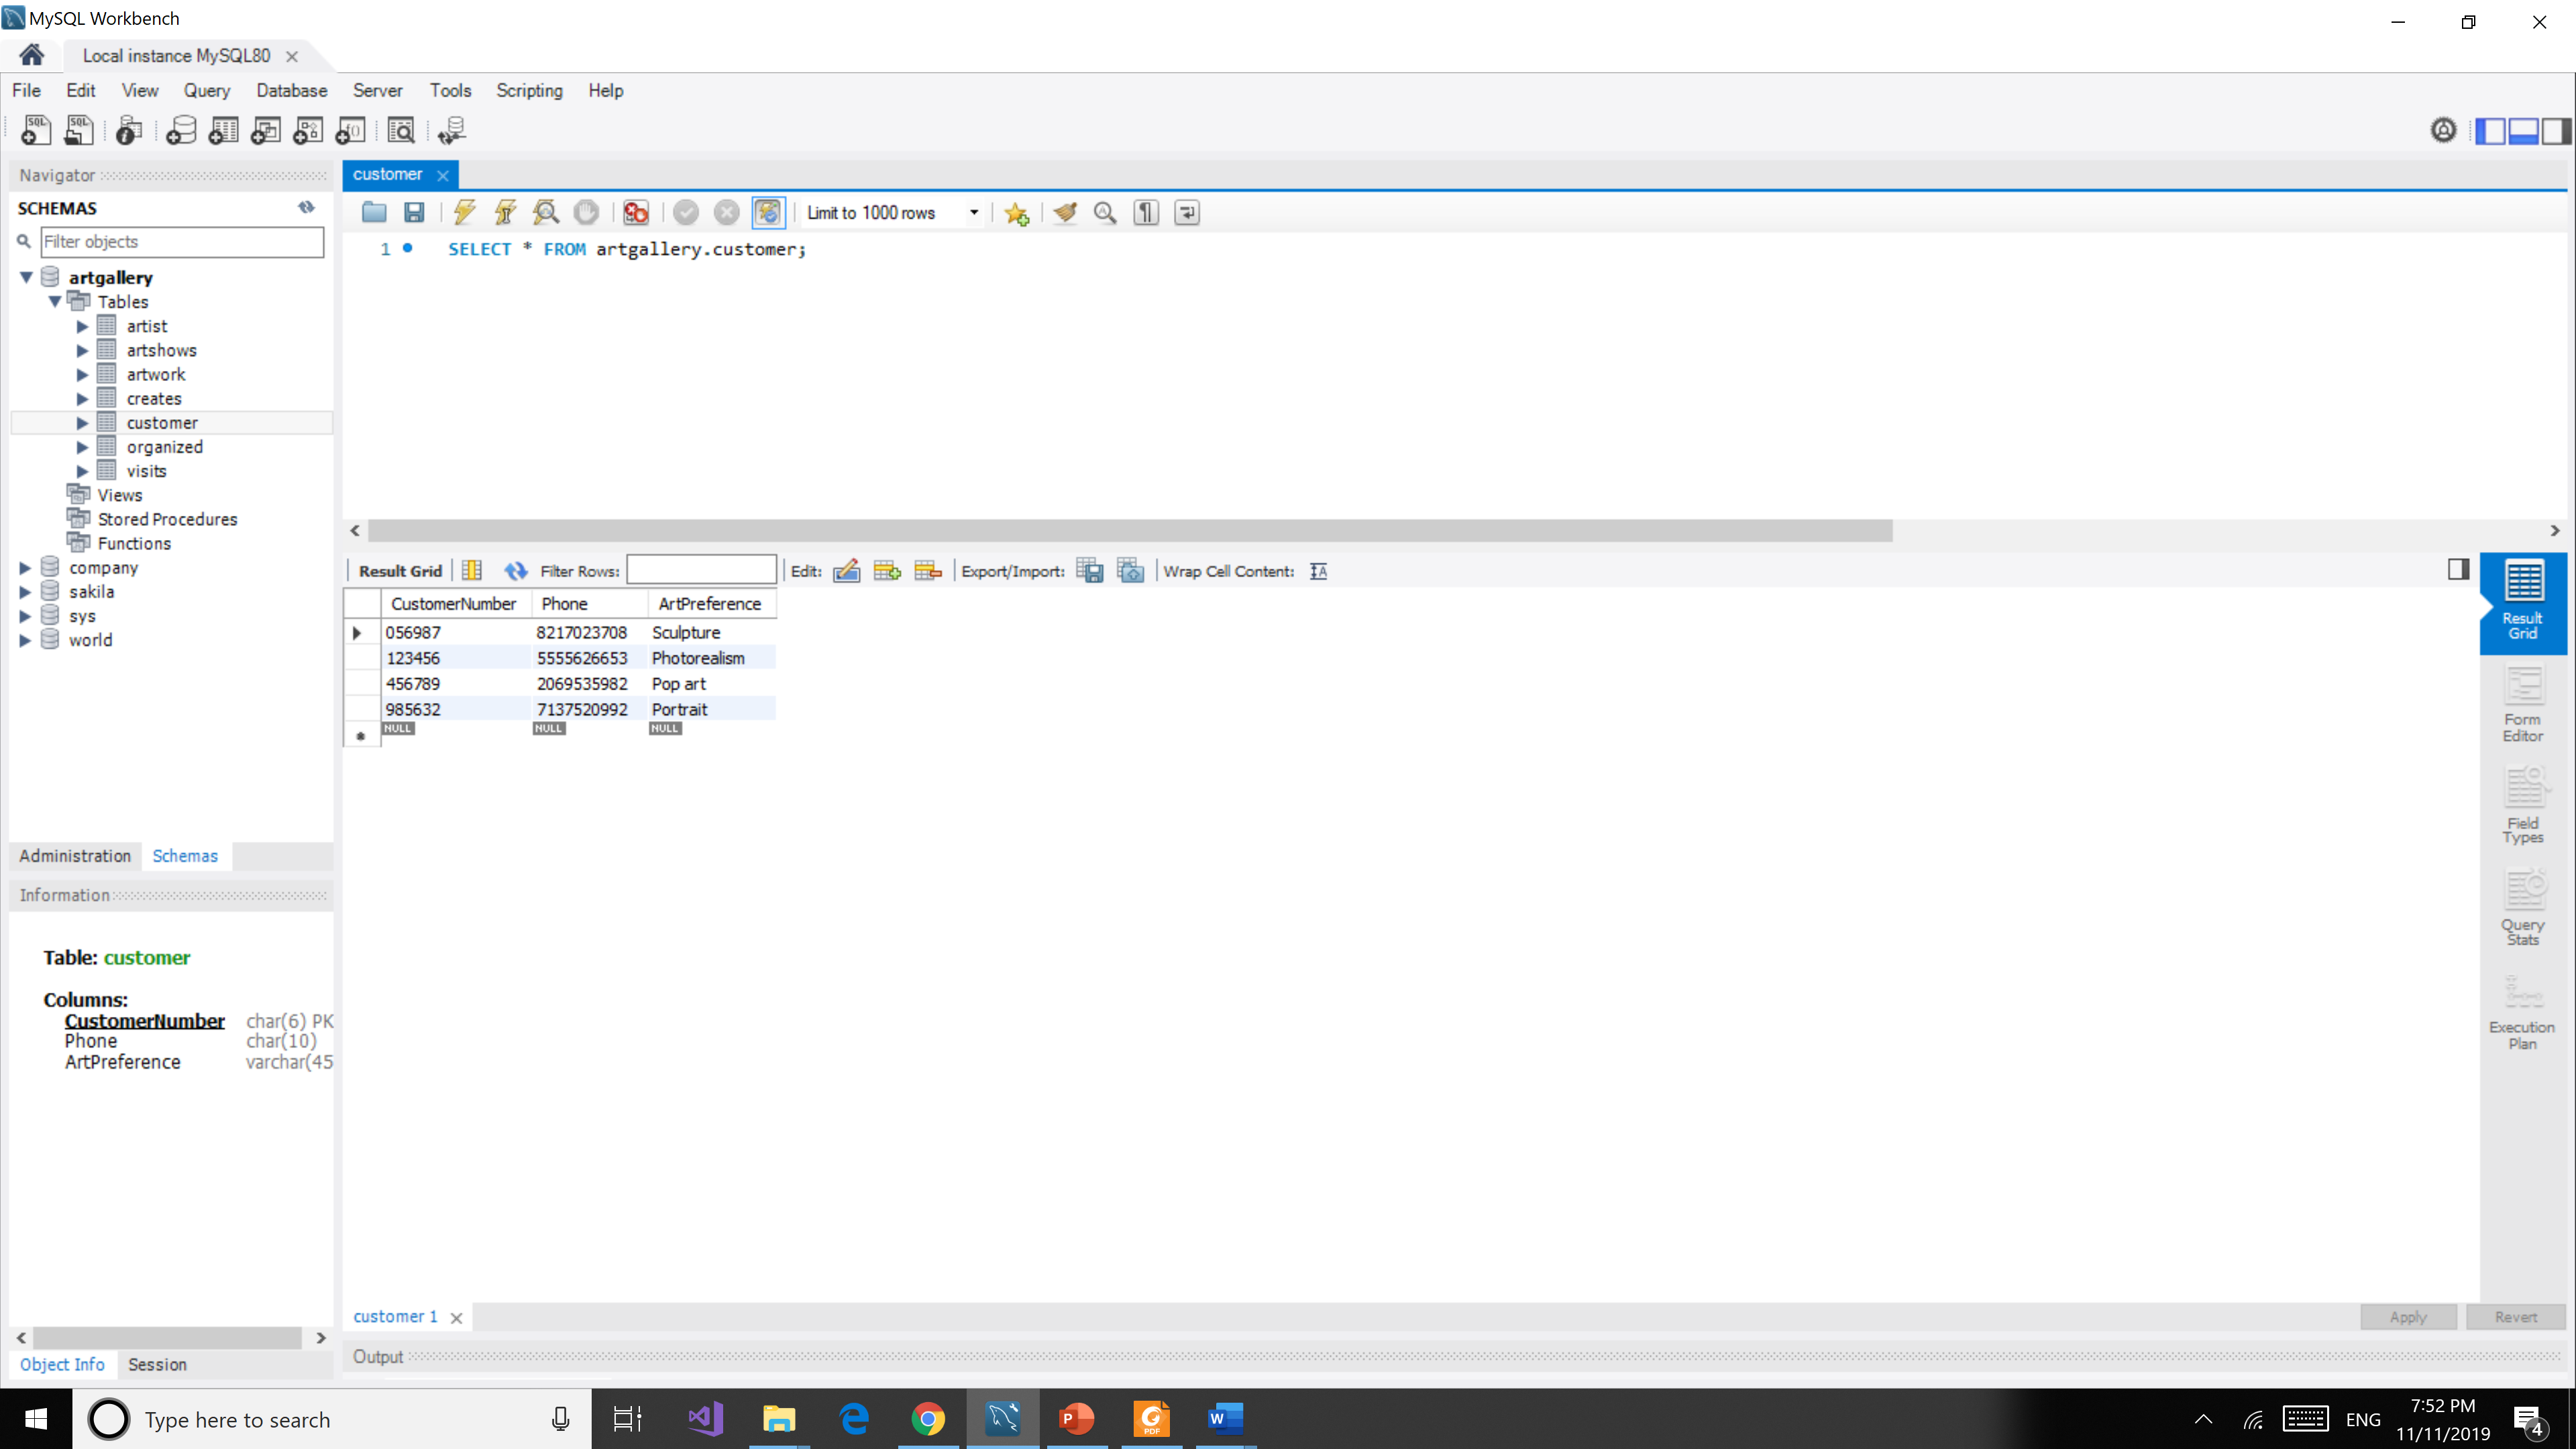 MySQL Workbench
Local instance MySQL80
File Edit View Query Database Server Tools Scripting Help
Navigator
SCHEMAS
Filter objects
artgallery
Tables
artist
artshows
artwork
creates
customer
organized
visits
Views
Stored Procedures
Functions
company
sakila
sys
world
Administration Schemas
Information
Table: customer
Columns:
CustomerNumber char(6) PK
Phone char(10)
ArtPreference varchar(45
Object Info Session
customer
Limit to 1000 rows
1 SELECT * FROM artgallery.customer;
Result Grid Filter Rows: Edit: Export/Import: Wrap Cell Content:
CustomerNumber Phone ArtPreference
056987 8217023708 Sculpture
123456 5555626653 Photorealism
456789 2069535982 Pop art
985632 7137520992 Portrait
NULL NULL NULL
Result
Grid
Form
Editor
Field
Types
Query
Stats
Execution
Plan
customer 1
Apply Revert
Output
Type here to search
ENG
7:52 PM
11/11/2019
4